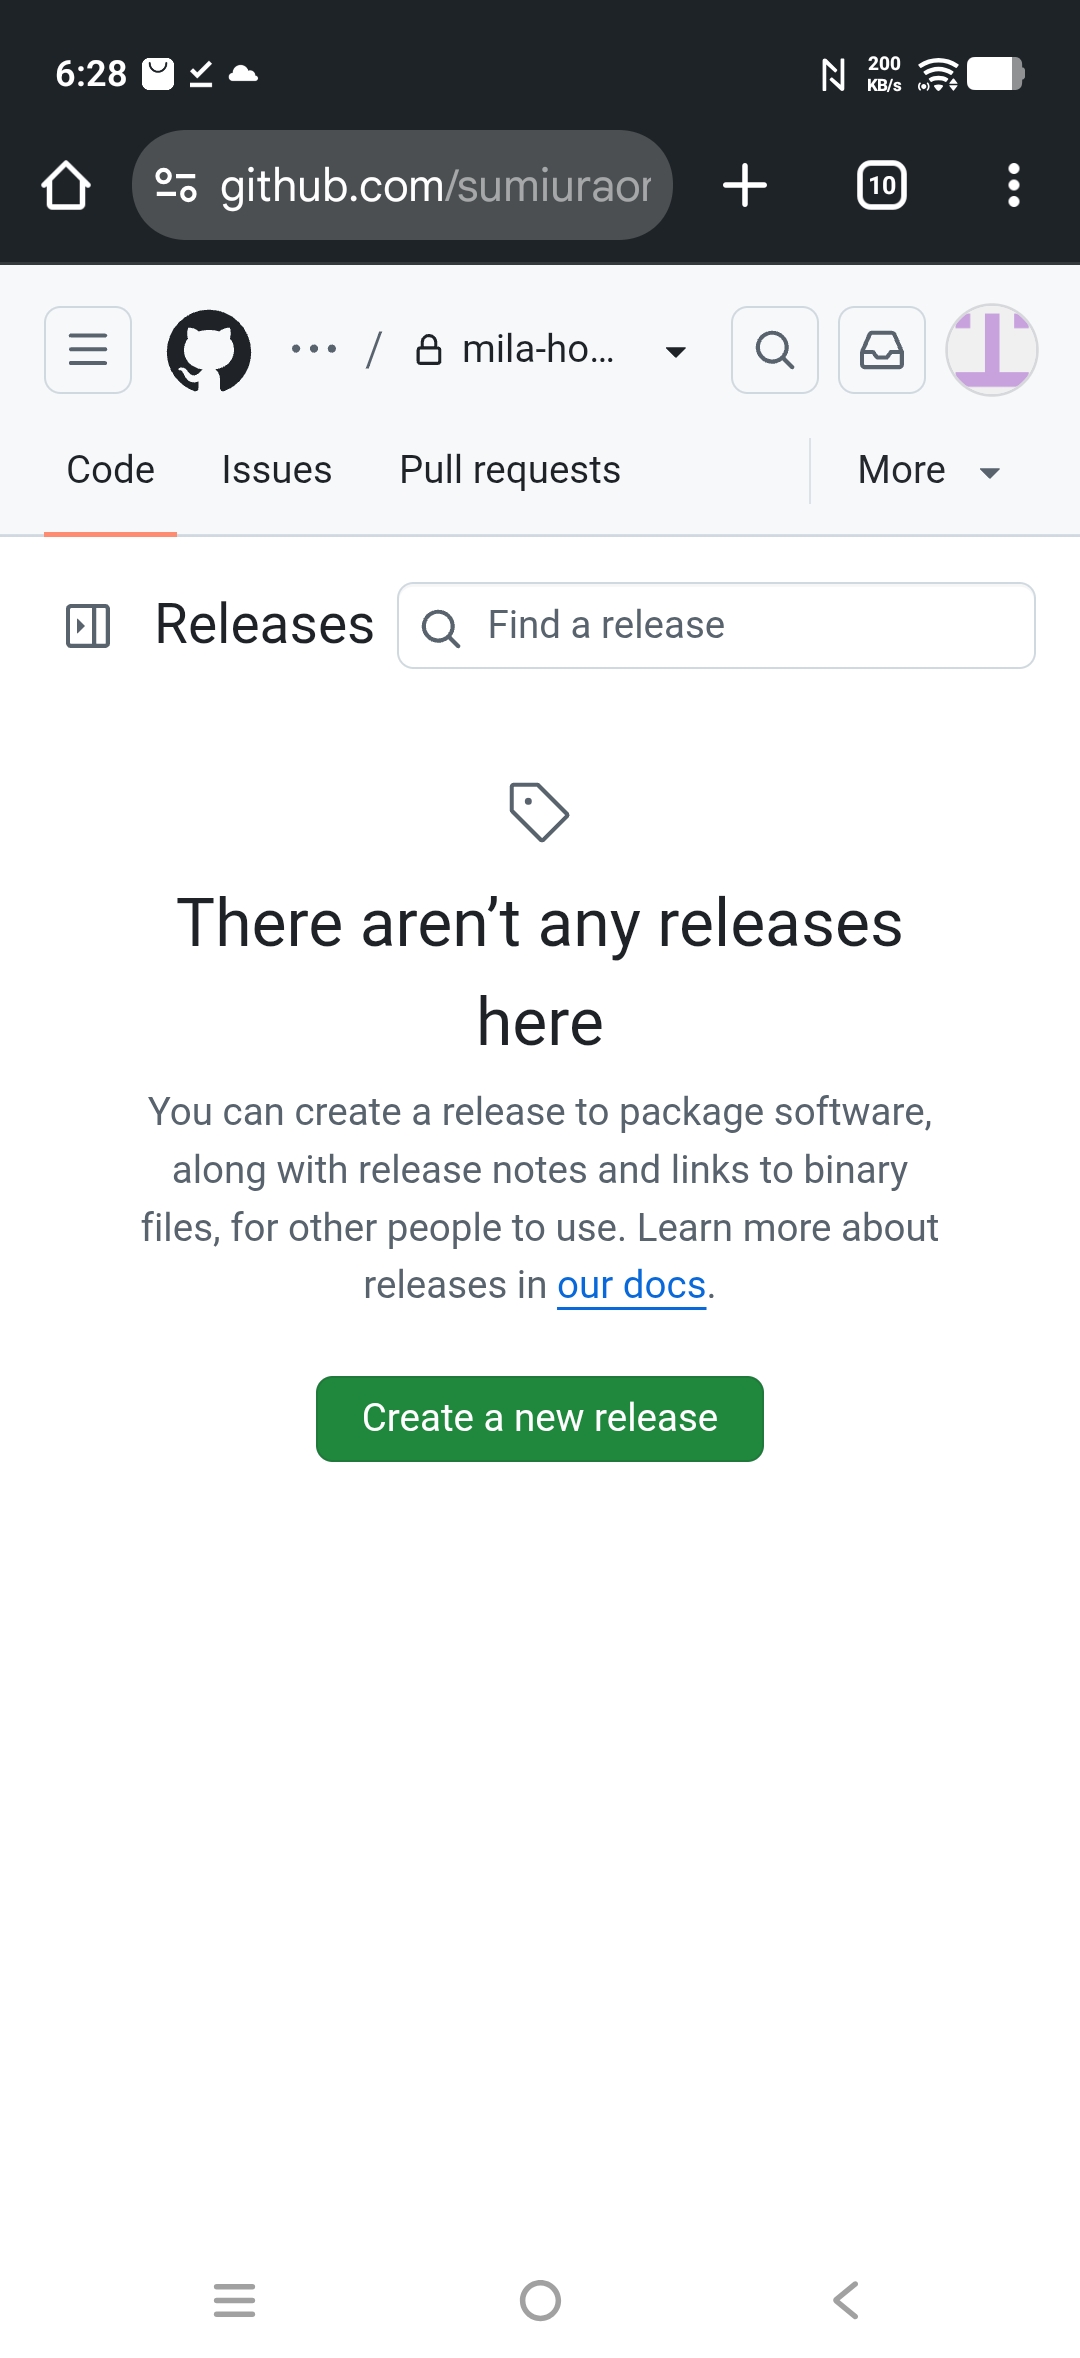 6:28
200
KB/s
github.com/sumiuraor
10
/ mila-ho...
Code Issues Pull requests More
Releases Find a release
There aren’t any releases
here
You can create a release to package software,
along with release notes and links to binary
files, for other people to use. Learn more about
releases in our docs.
Create a new release